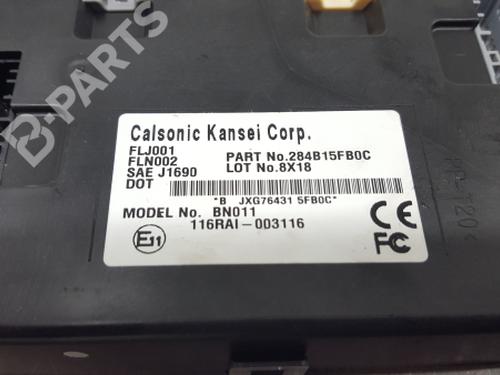 B-PARTS
Calsonic Kansei Corp.
FLJ001
FLN002 PART No.284B15FB0C
SAE J1690 LOT No.8X18
DOT
"B JXG76431 5FB0C"
MODEL No. BN011
116RAI-003116
CE
E11
FC